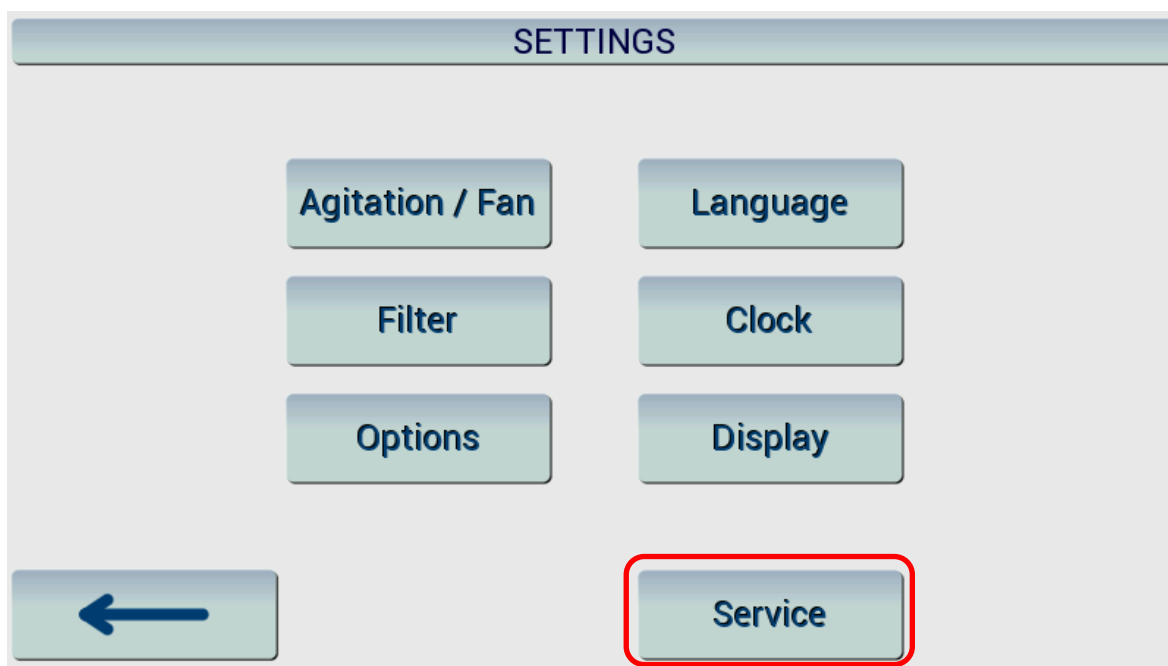 SETTINGS
Agitation / Fan
Language
Filter
Clock
Options
Display
Service